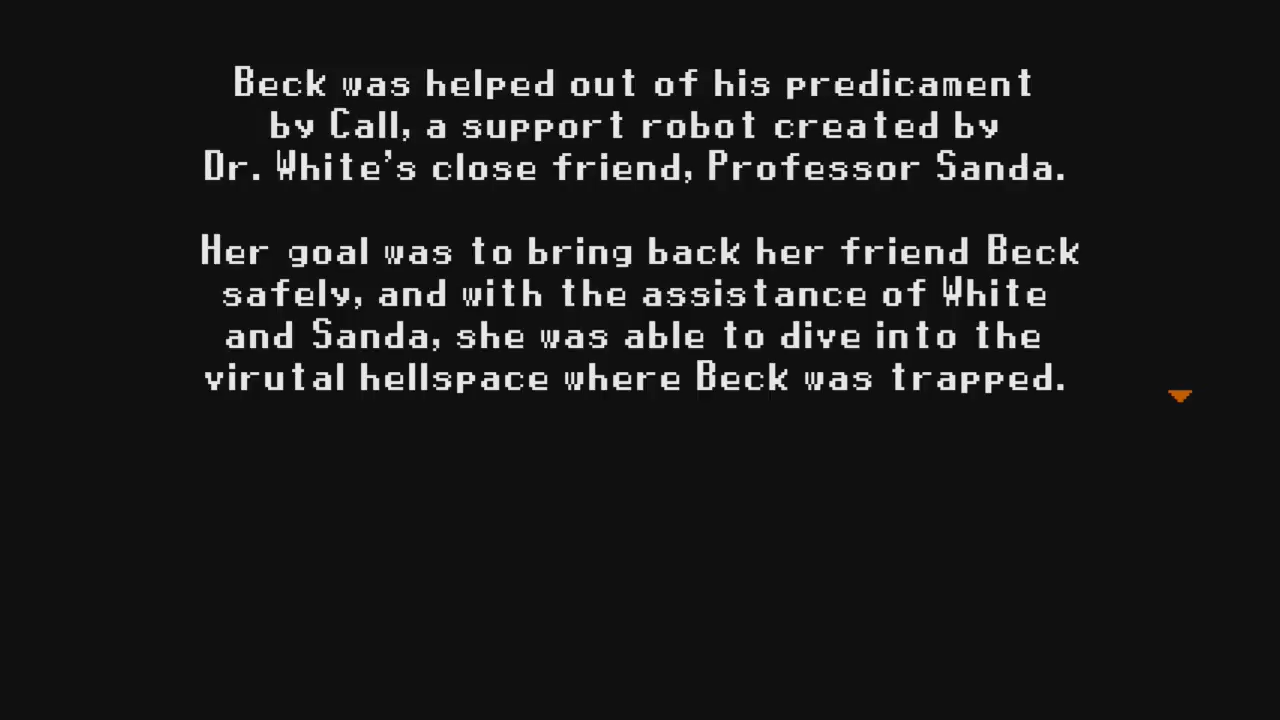 Beck was helped out of his predicament
by Call, a support robot created by
Dr. White's close friend, Professor Sanda.
Her goal was to bring back her friend Beck
safely, and with the assistance of White
and Sanda, she was able to dive into the
virutal hellspace where Beck was trapped.